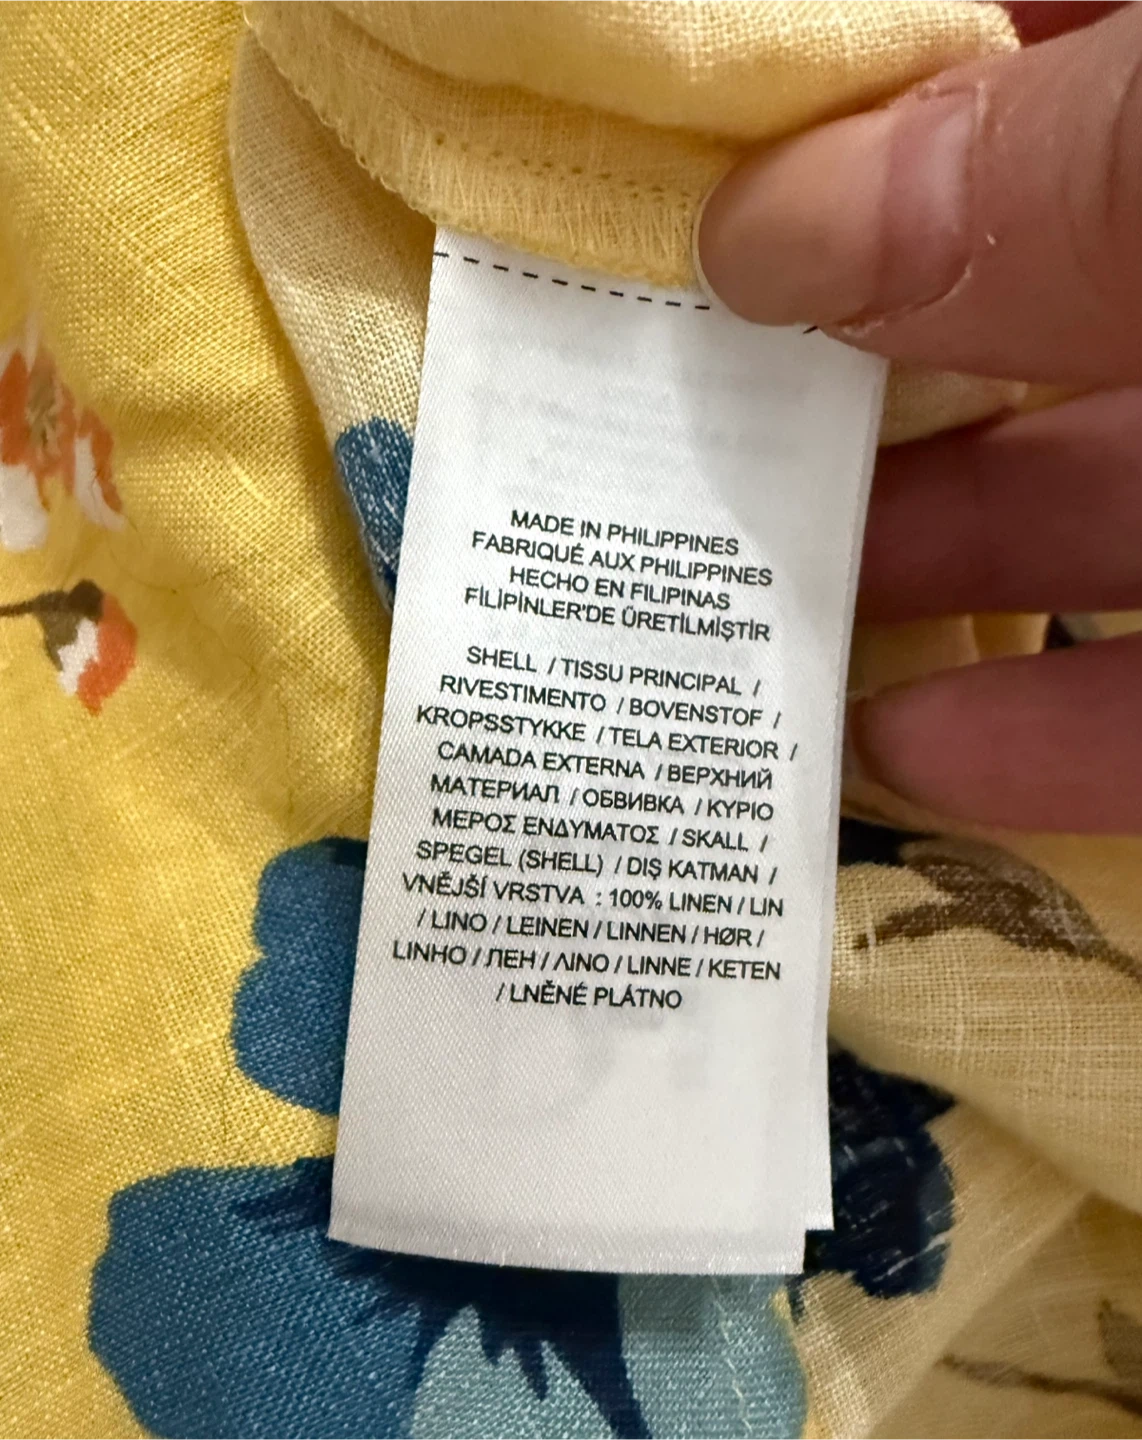 MADE IN PHILIPPINES
FABRIQUÉ AUX PHILIPPINES
HECHO EN FILIPINAS
FİLİPİNLER'DE ÜRETİLMİŞTİR
SHELL / TISSU PRINCIPAL /
RIVESTIMENTO / BOVENSTOF /
KROPSSTYKKE / TELA EXTERIOR /
CAMADA EXTERNA / ВЕРХНИЙ
МАТЕРИАЛ / ОБВИВКА / ΚΥΡΙΟ
ΜΕΡΟΣ ΕΝΔΥΜΑΤΟΣ / SKALL /
SPEGEL (SHELL) / DIŞ KATMAN /
VNĚJŠÍ VRSTVA : 100% LINEN / LIN
/ LINO / LEINEN / LINNEN / HØR /
LINHO / ЛЕН / ΛΙΝΟ / LINNE / KETEN
/ LNĚNÉ PLÁTNO